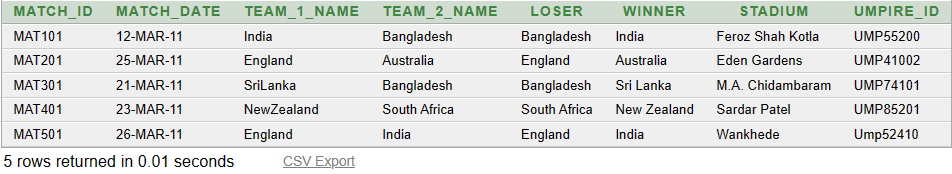 MATCH_ID MATCH_DATE TEAM_1_NAME TEAM_2_NAME LOSER WINNER STADIUM UMPIRE_ID
MAT101 12-MAR-11 India Bangladesh Bangladesh India Feroz Shah Kotla UMP55200
MAT201 25-MAR-11 England Australia England Australia Eden Gardens UMP41002
MAT301 21-MAR-11 SriLanka Bangladesh Bangladesh Sri Lanka M.A. Chidambaram UMP74101
MAT401 23-MAR-11 NewZealand South Africa South Africa New Zealand Sardar Patel UMP85201
MAT501 26-MAR-11 England India England India Wankhede Ump52410
5 rows returned in 0.01 seconds CSV Export